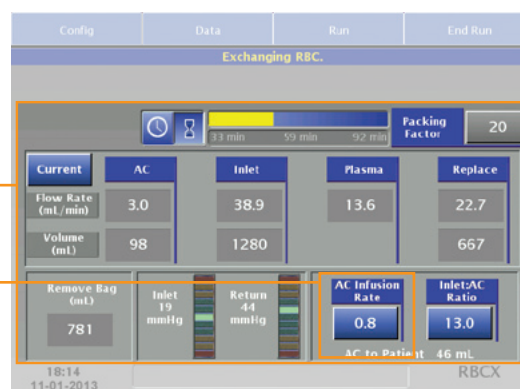 Config Data Run End Run
Exchanging RBC.
33 min 59 min 92 min
Packing Factor 20
Current AC Inlet Plasma Replace
Flow Rate (mL/min) 3.0 38.9 13.6 22.7
Volume (mL) 98 1280 667
Remove Bag (mL)
781
Inlet 19 mmHg
Return 44 mmHg
AC Infusion Rate
0.8
Inlet:AC Ratio
13.0
AC to Patient 46 mL
18:14
11-01-2013
RBCX